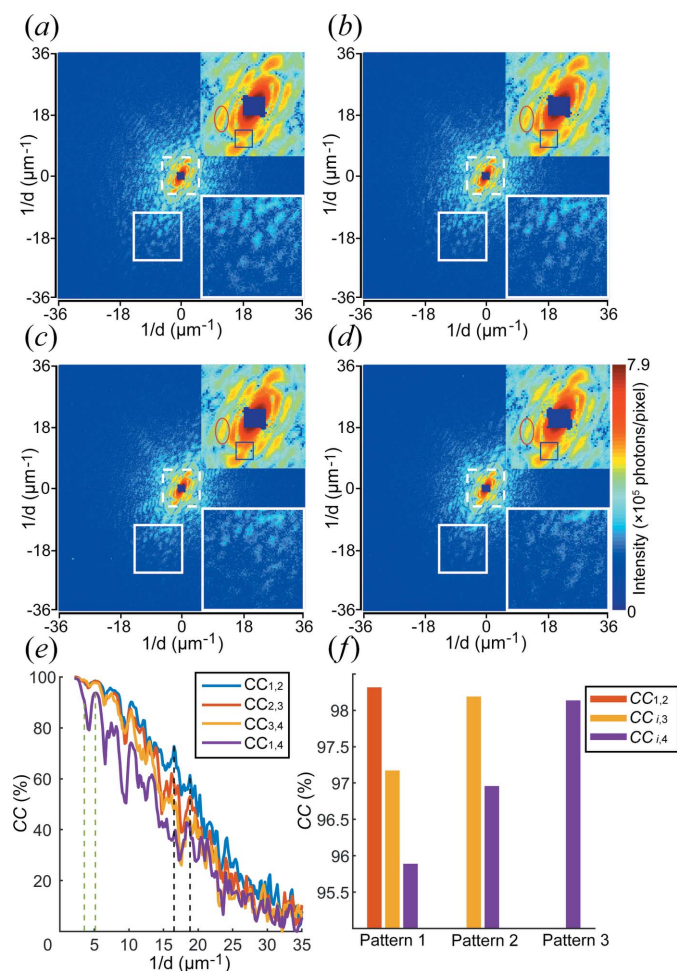 (a)
(b)
36
18
0
-18
-36
1/d (μm⁻¹)
-36 -18 0 18 36
1/d (μm⁻¹)
36
18
0
-18
-36
1/d (μm⁻¹)
-36 -18 0 18 36
1/d (μm⁻¹)
(c)
(d)
36
18
0
-18
-36
1/d (μm⁻¹)
-36 -18 0 18 36
1/d (μm⁻¹)
36
18
0
-18
-36
1/d (μm⁻¹)
-36 -18 0 18 36
1/d (μm⁻¹)
7.9
Intensity (×10⁵ photons/pixel)
0
(e)
100
80
60
40
20
CC (%)
CC1,2
CC2,3
CC3,4
CC1,4
0 5 10 15 20 25 30 35
1/d (μm⁻¹)
(f)
98
97.5
97
96.5
96
95.5
CC (%)
CC1,2
CC i,3
CC i,4
Pattern 1 Pattern 2 Pattern 3